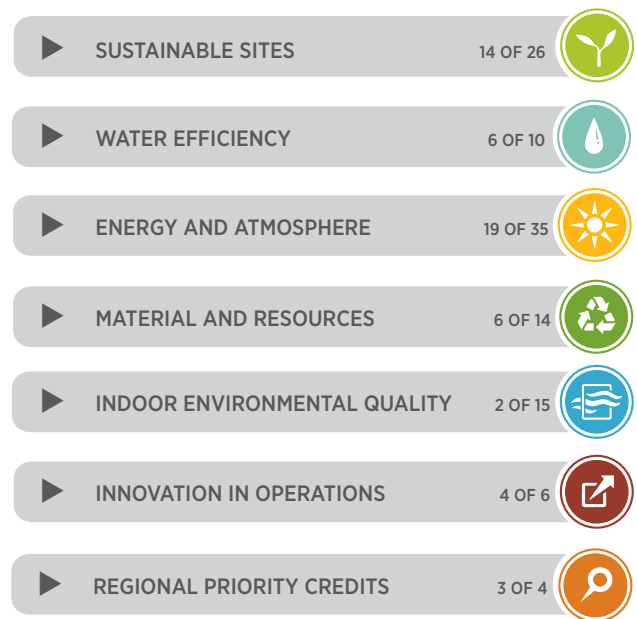 SUSTAINABLE SITES 14 OF 26
WATER EFFICIENCY 6 OF 10
ENERGY AND ATMOSPHERE 19 OF 35
MATERIAL AND RESOURCES 6 OF 14
INDOOR ENVIRONMENTAL QUALITY 2 OF 15
INNOVATION IN OPERATIONS 4 OF 6
REGIONAL PRIORITY CREDITS 3 OF 4